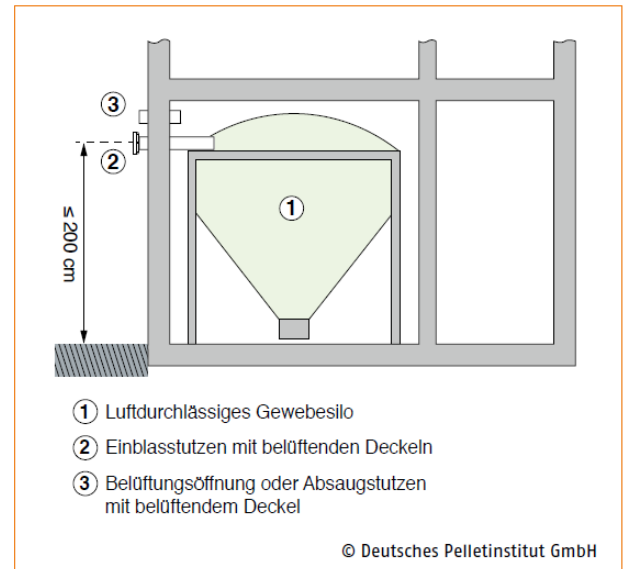 3
2
1
≤ 200 cm
1 Luftdurchlässiges Gewebesilo
2 Einblasstutzen mit belüftenden Deckeln
3 Belüftungsöffnung oder Absaugstutzen
mit belüftendem Deckel
© Deutsches Pelletinstitut GmbH